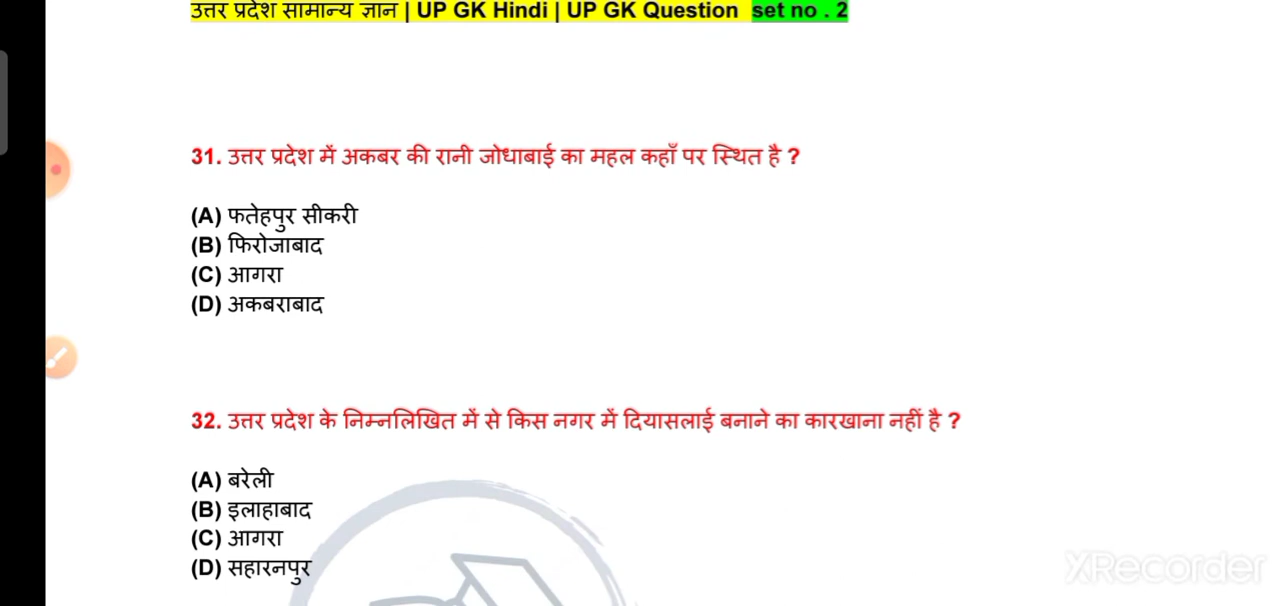 उत्तर प्रदेश सामान्य ज्ञान | UP GK Hindi | UP GK Question set no . 2
31. उत्तर प्रदेश में अकबर की रानी जोधाबाई का महल कहाँ पर स्थित है ?
(A) फतेहपुर सीकरी
(B) फिरोजाबाद
(C) आगरा
(D) अकबराबाद
32. उत्तर प्रदेश के निम्नलिखित में से किस नगर में दियासलाई बनाने का कारखाना नहीं है ?
(A) बरेली
(B) इलाहाबाद
(C) आगरा
(D) सहारनपुर
XRecorder